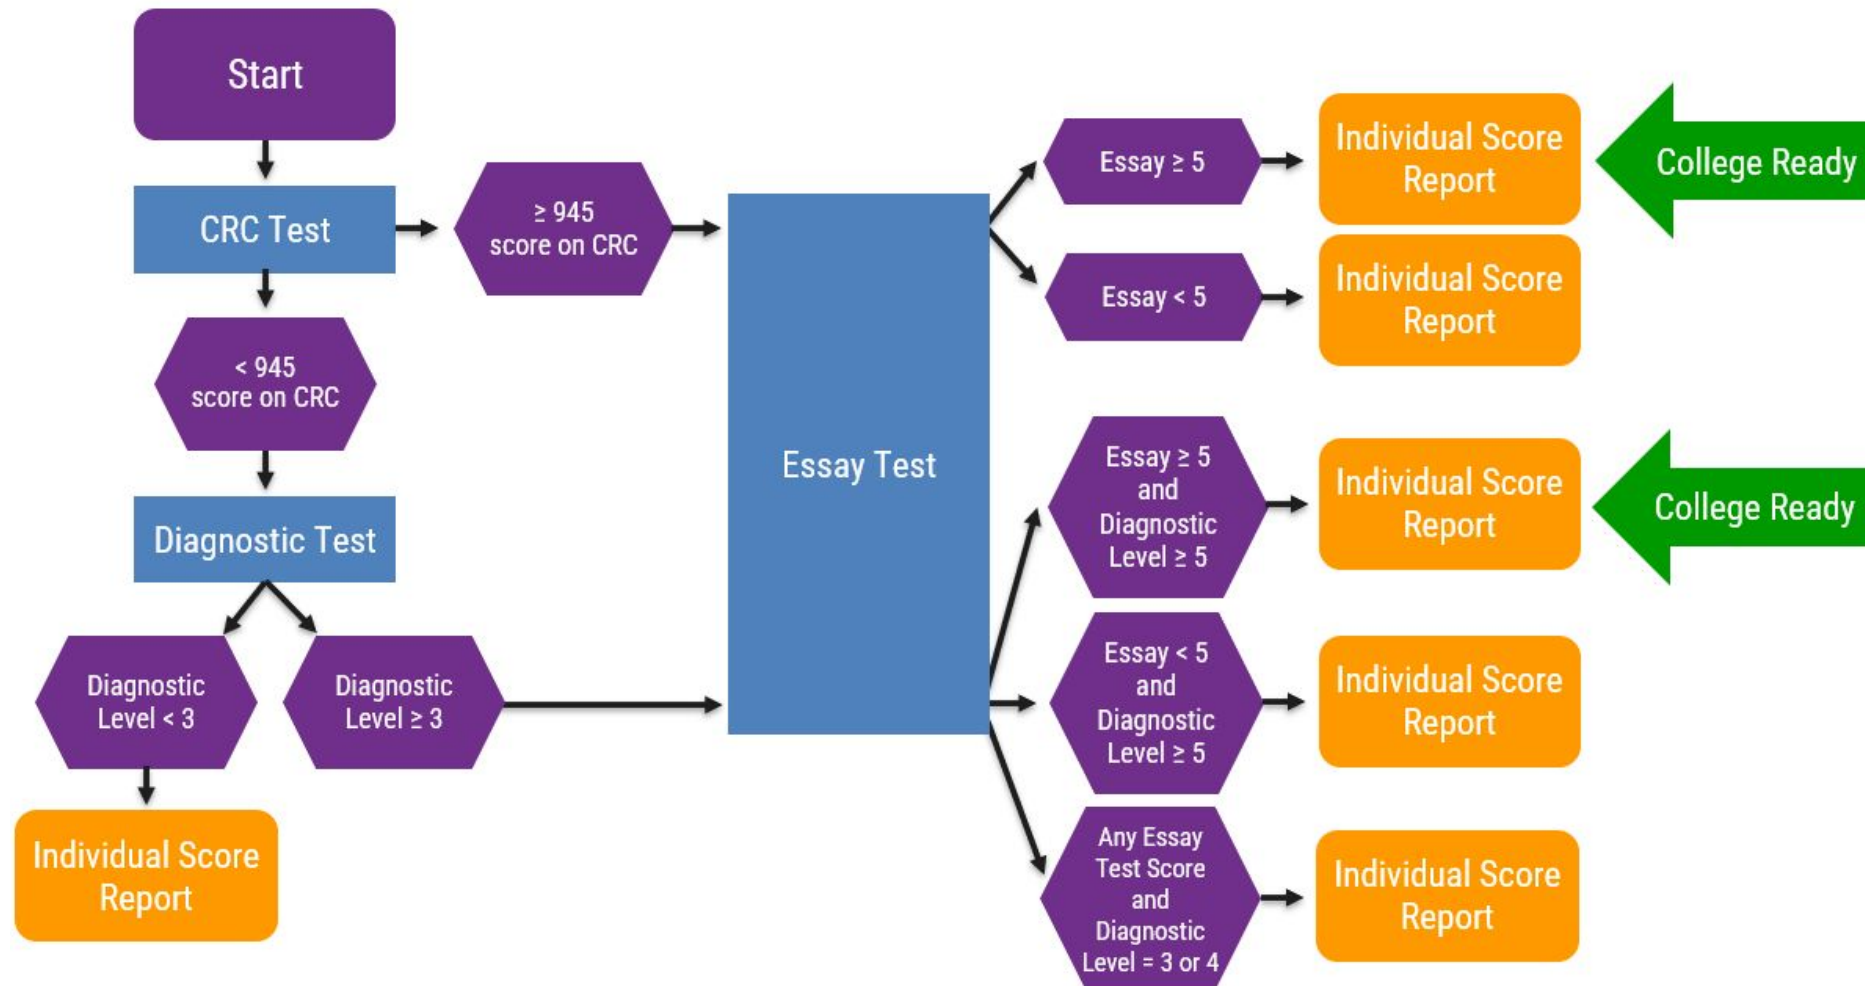 Start
CRC Test
≥ 945
score on CRC
< 945
score on CRC
Diagnostic Test
Diagnostic
Level < 3
Diagnostic
Level ≥ 3
Individual Score
Report
Essay Test
Essay ≥ 5
Individual Score
Report
College Ready
Essay < 5
Individual Score
Report
Essay ≥ 5
and
Diagnostic
Level ≥ 5
Individual Score
Report
College Ready
Essay < 5
and
Diagnostic
Level ≥ 5
Individual Score
Report
Any Essay
Test Score
and
Diagnostic
Level = 3 or 4
Individual Score
Report